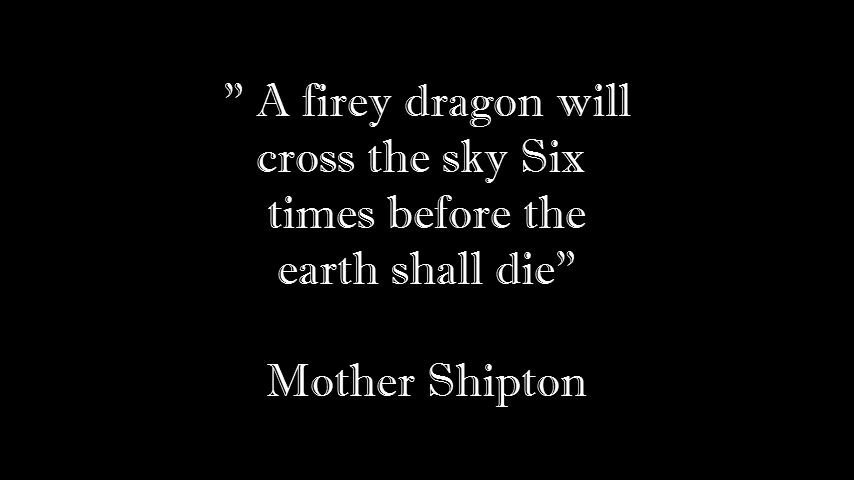 ” A firey dragon will
cross the sky Six
times before the
earth shall die”
Mother Shipton